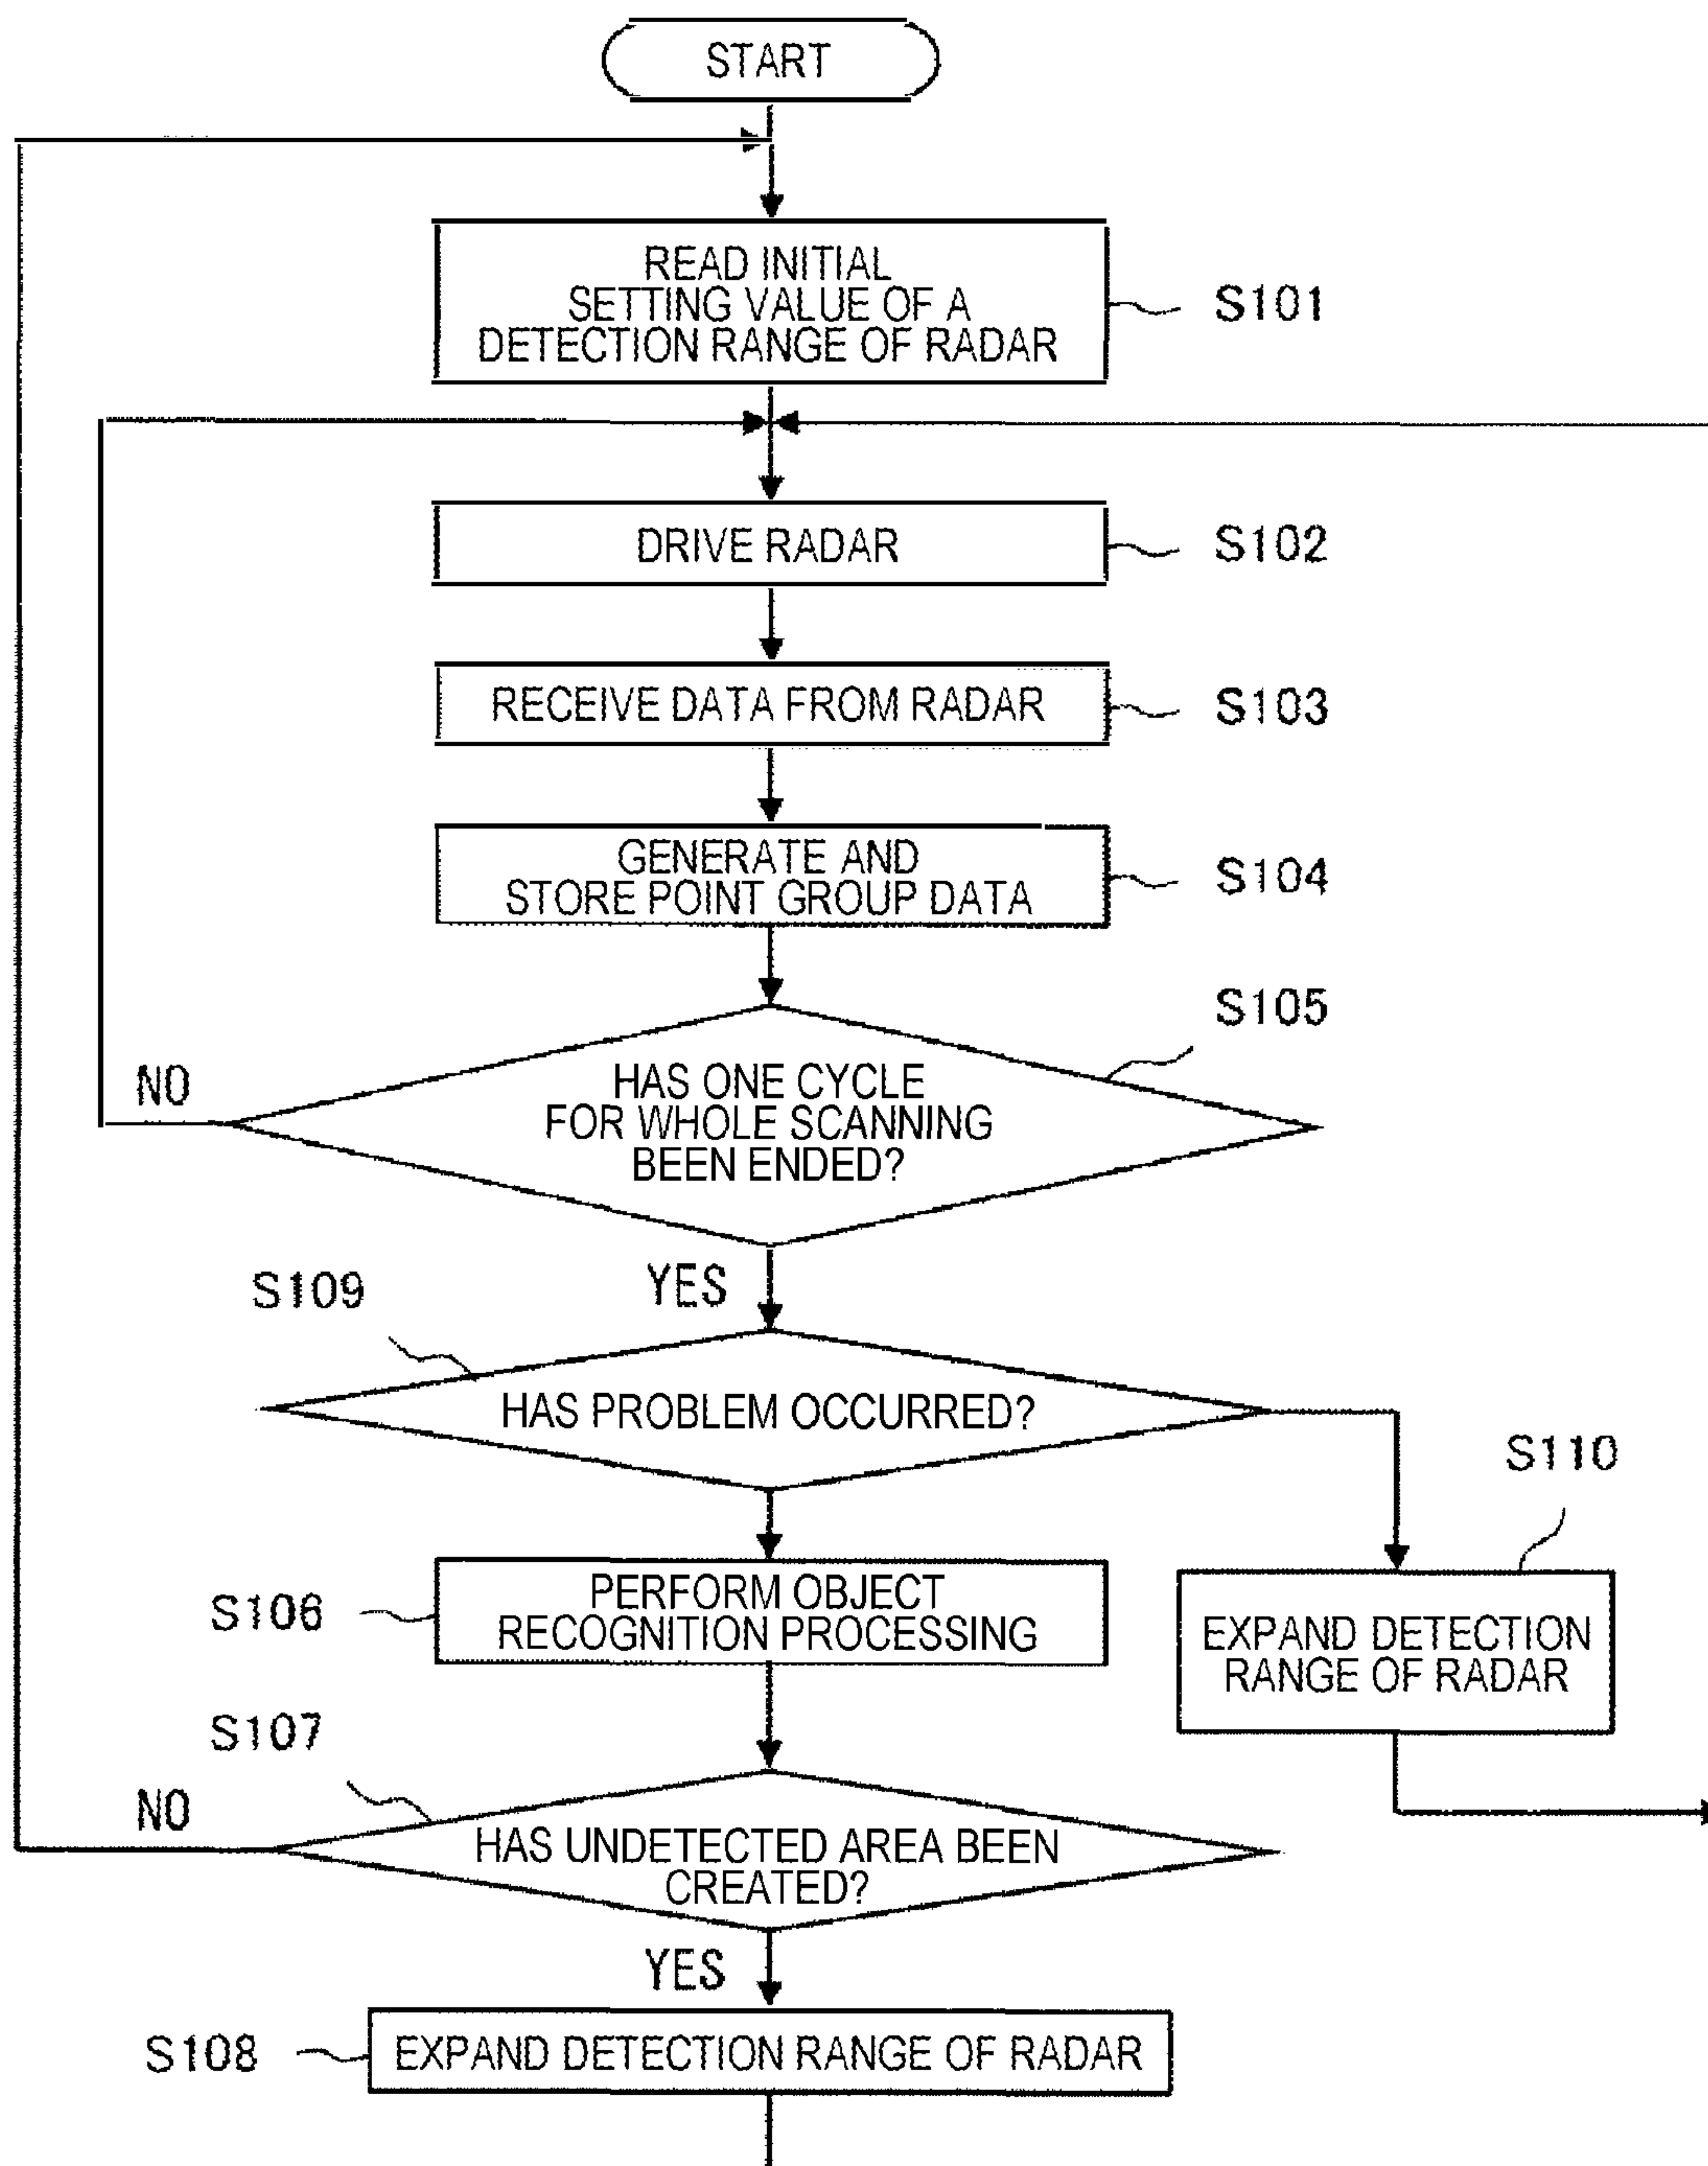 START
READ INITIAL
SETTING VALUE OF A
DETECTION RANGE OF RADAR
S101
DRIVE RADAR
S102
RECEIVE DATA FROM RADAR
S103
GENERATE AND
STORE POINT GROUP DATA
S104
S105
HAS ONE CYCLE
FOR WHOLE SCANNING
BEEN ENDED?
NO
YES
S109
HAS PROBLEM OCCURRED?
S110
EXPAND DETECTION
RANGE OF RADAR
S106
PERFORM OBJECT
RECOGNITION PROCESSING
S107
NO
HAS UNDETECTED AREA BEEN
CREATED?
YES
S108
EXPAND DETECTION RANGE OF RADAR